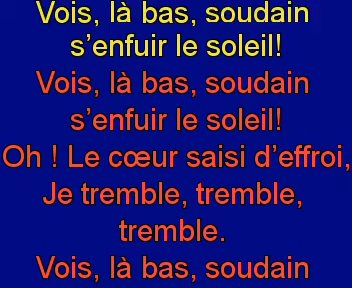 Vois, là bas, soudain
s’enfuir le soleil!
Vois, là bas, soudain
s’enfuir le soleil!
Oh ! Le cœur saisi d’effroi,
Je tremble, tremble,
tremble.
Vois, là bas, soudain